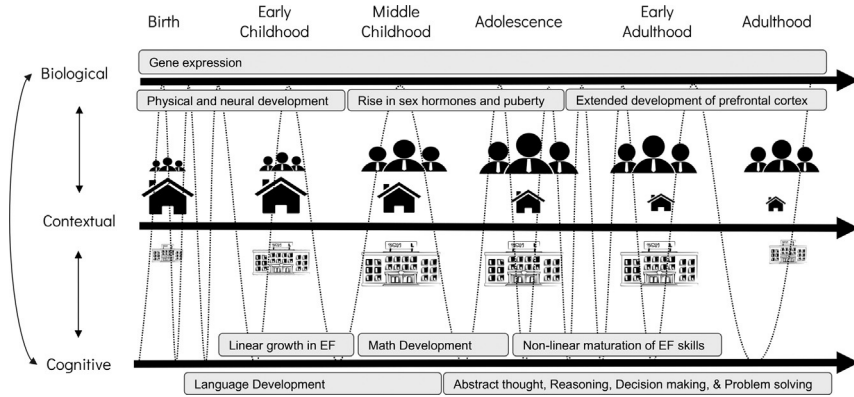 Birth
Early
Childhood
Middle
Childhood
Adolescence
Early
Adulthood
Adulthood
Biological
Gene expression
Physical and neural development
Rise in sex hormones and puberty
Extended development of prefrontal cortex
Contextual
Linear growth in EF
Math Development
Non-linear maturation of EF skills
Cognitive
Language Development
Abstract thought, Reasoning, Decision making, & Problem solving